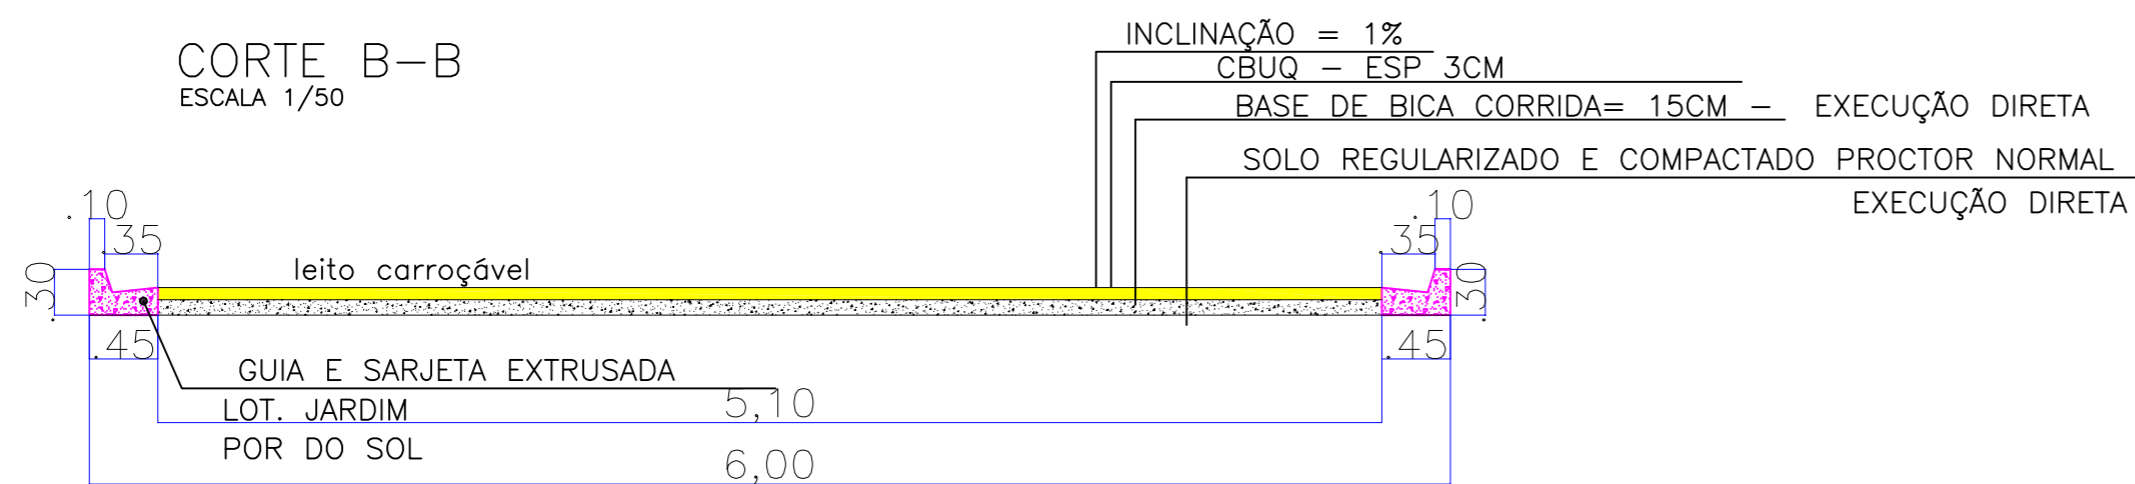 CORTE B-B
ESCALA 1/50
INCLINAÇÃO = 1%
CBUQ - ESP 3CM
BASE DE BICA CORRIDA= 15CM - EXECUÇÃO DIRETA
SOLO REGULARIZADO E COMPACTADO PROCTOR NORMAL
EXECUÇÃO DIRETA
.10
.10
.35
.35
leito carroçável
.30
.30
.45
.45
GUIA E SARJETA EXTRUSADA
LOT. JARDIM
POR DO SOL
5,10
6,00